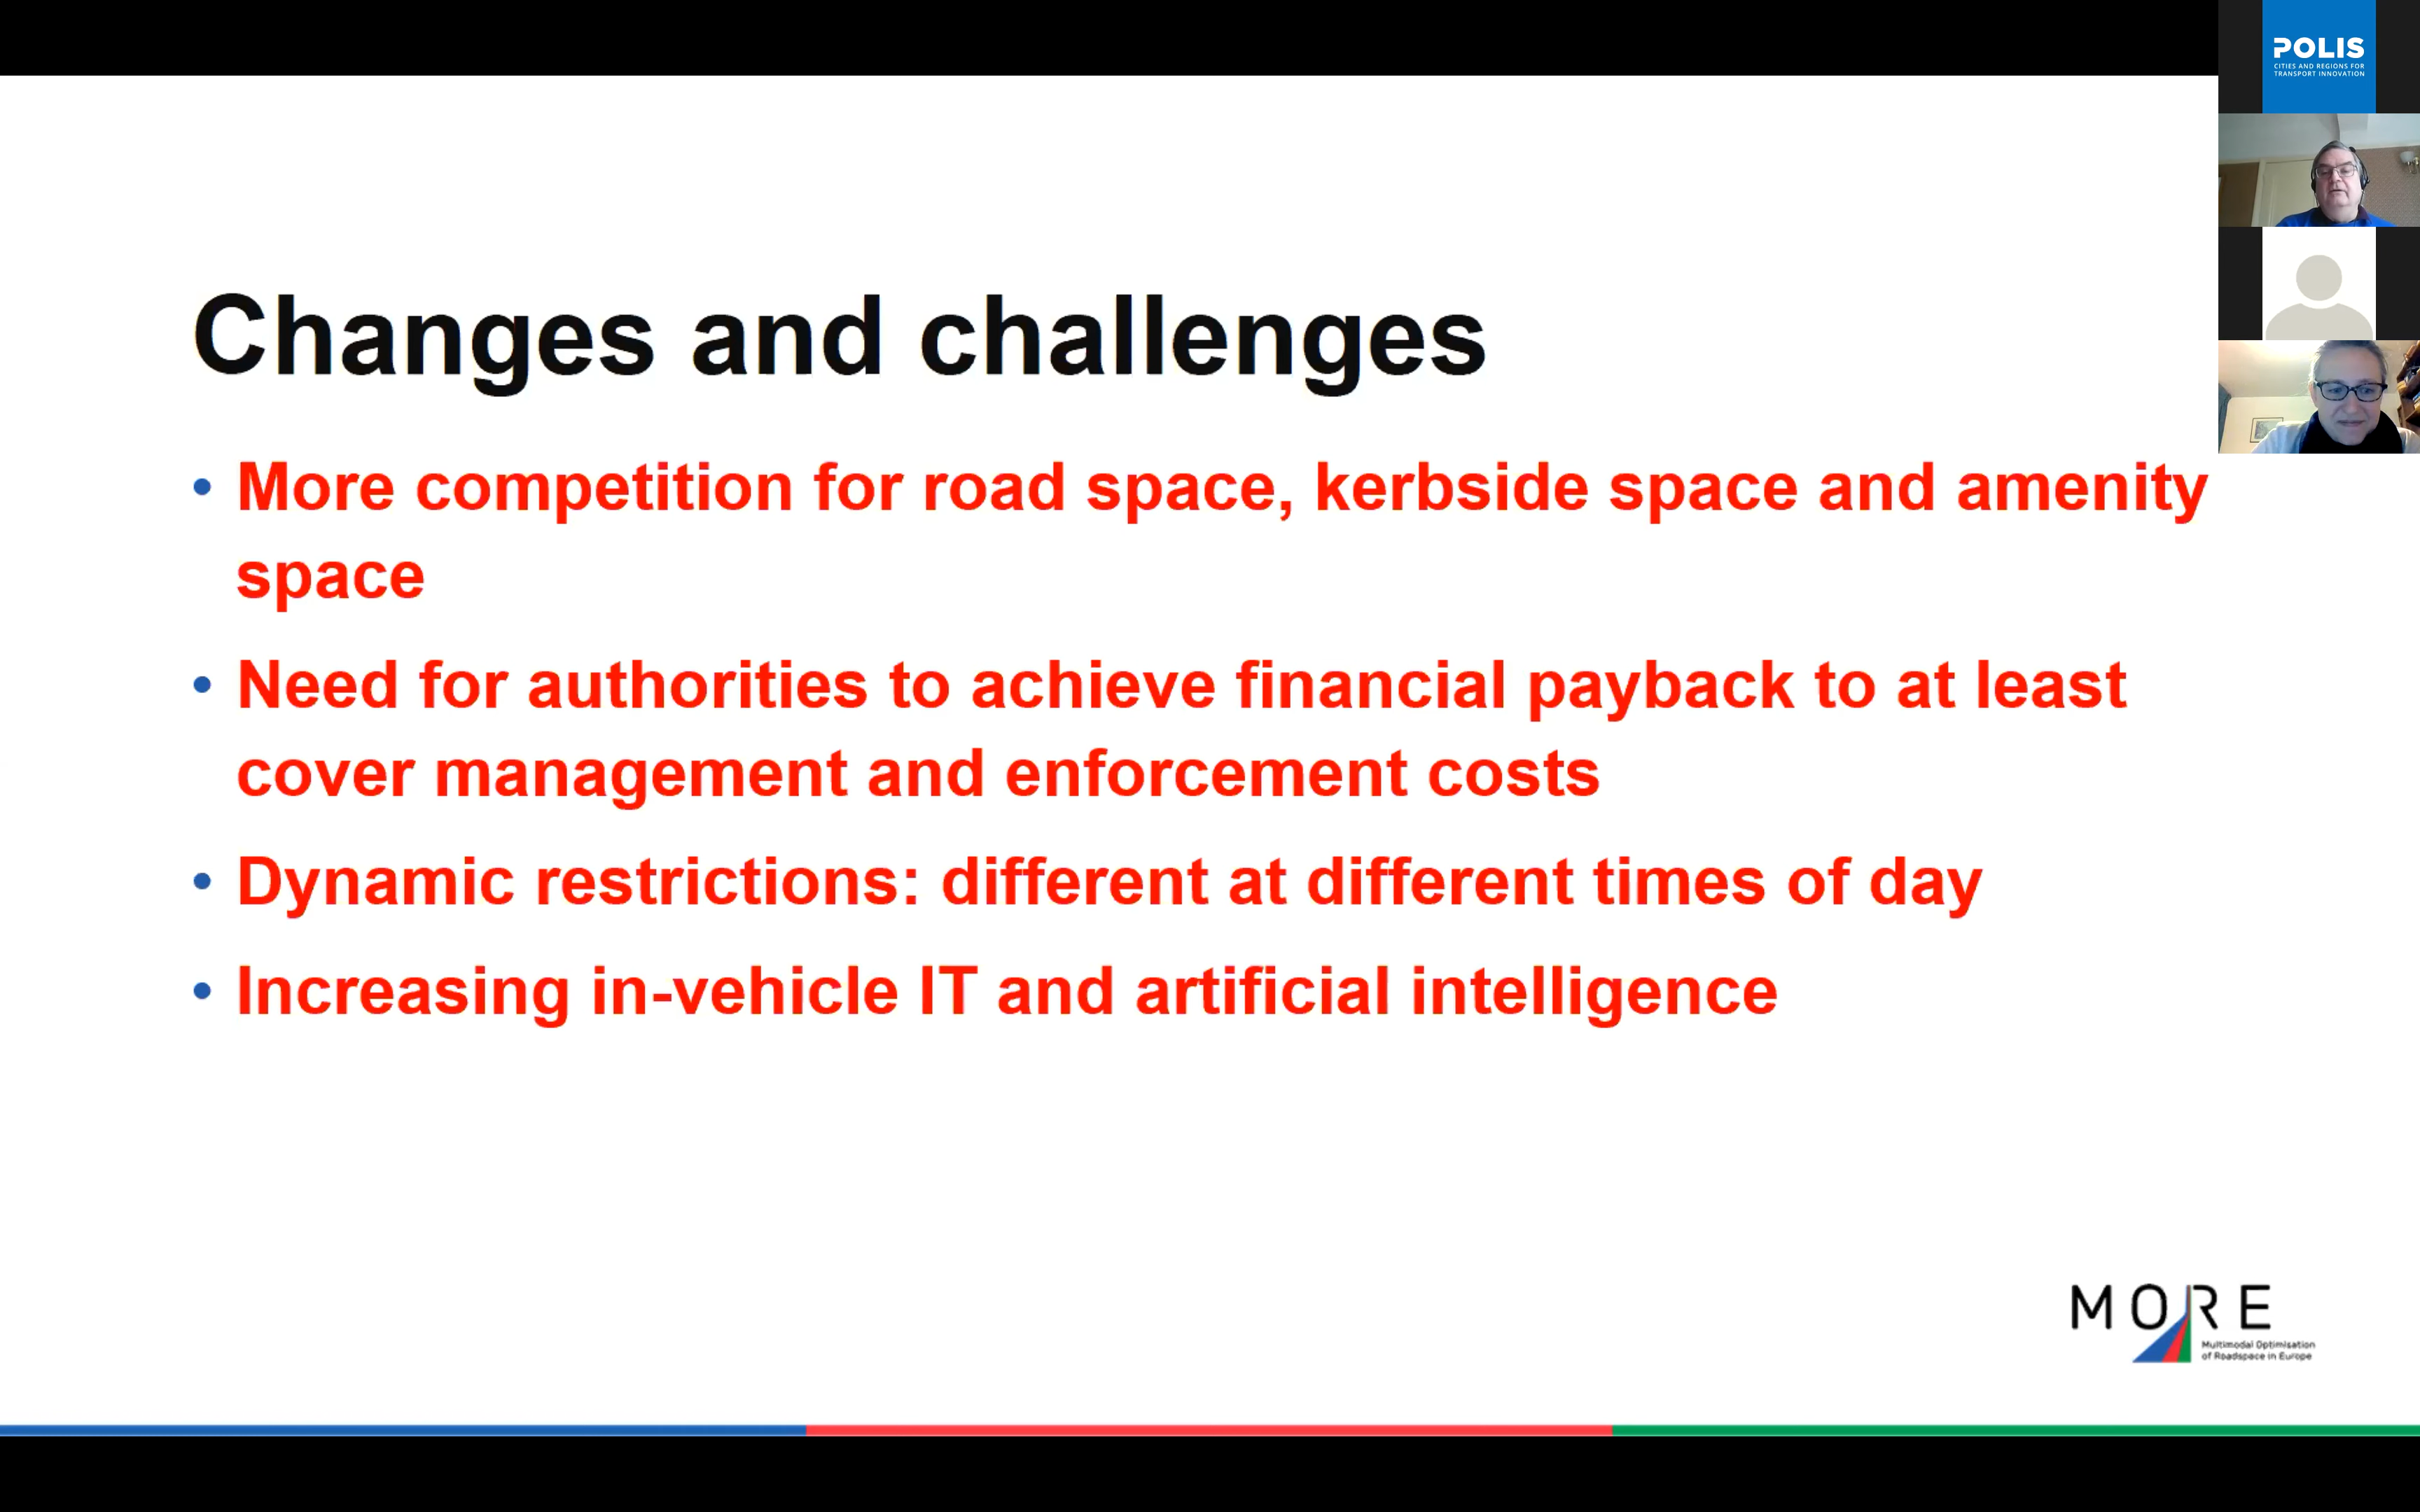 POLIS
CITIES AND REGIONS FOR
TRANSPORT INNOVATION
Changes and challenges
• More competition for road space, kerbside space and amenity
space
• Need for authorities to achieve financial payback to at least
cover management and enforcement costs
• Dynamic restrictions: different at different times of day
• Increasing in-vehicle IT and artificial intelligence
MORE
Multimodal Optimisation
of Roadspace in Europe